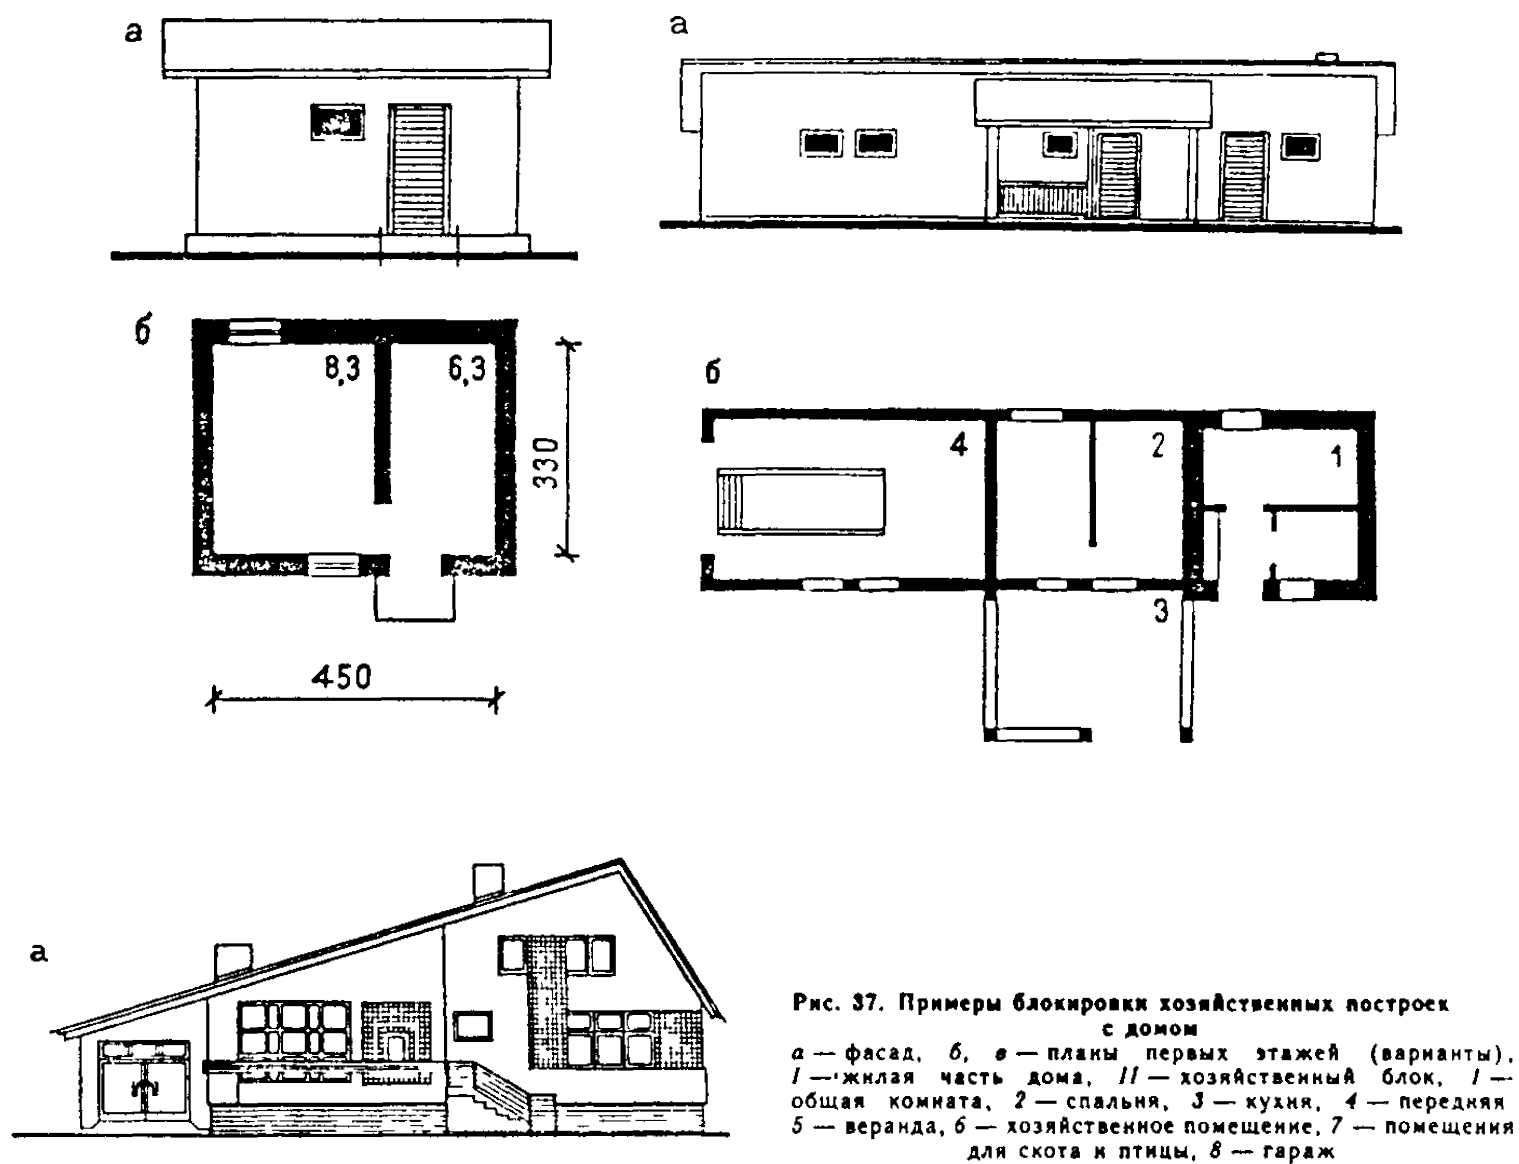 а
а
б
8,3
6,3
330
450
б
4
2
1
3
а
Рис. 37. Примеры блокировки хозяйственных построек
с домом
а — фасад, б, в — планы первых этажей (варианты),
I — жилая часть дома, II — хозяйственный блок, 1 —
общая комната, 2 — спальня, 3 — кухня, 4 — передняя
5 — веранда, 6 — хозяйственное помещение, 7 — помещения
для скота и птицы, 8 — гараж